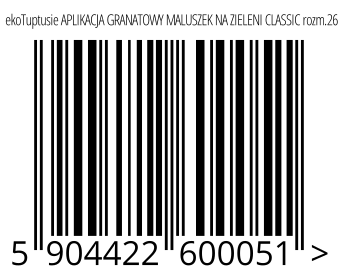 ekoTuptusie APLIKACJA GRANATOWY MALUSZEK NA ZIELENI CLASSIC rozm.26
5 904422 600051 >